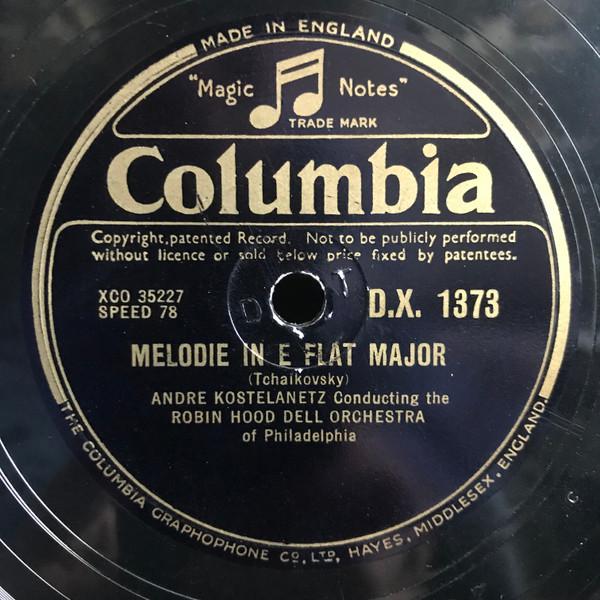 MADE IN ENGLAND
"Magic Notes"
TRADE MARK
Columbia
Copyright, patented Record. Not to be publicly performed
without licence or sold below price fixed by patentees.
XCO 35227
SPEED 78
D.X. 1373
MELODIE IN E FLAT MAJOR
(Tchaikovsky)
ANDRE KOSTELANETZ Conducting the
ROBIN HOOD DELL ORCHESTRA
of Philadelphia
THE COLUMBIA GRAPHOPHONE CO., LTD, HAYES, MIDDLESEX, ENGLAND.